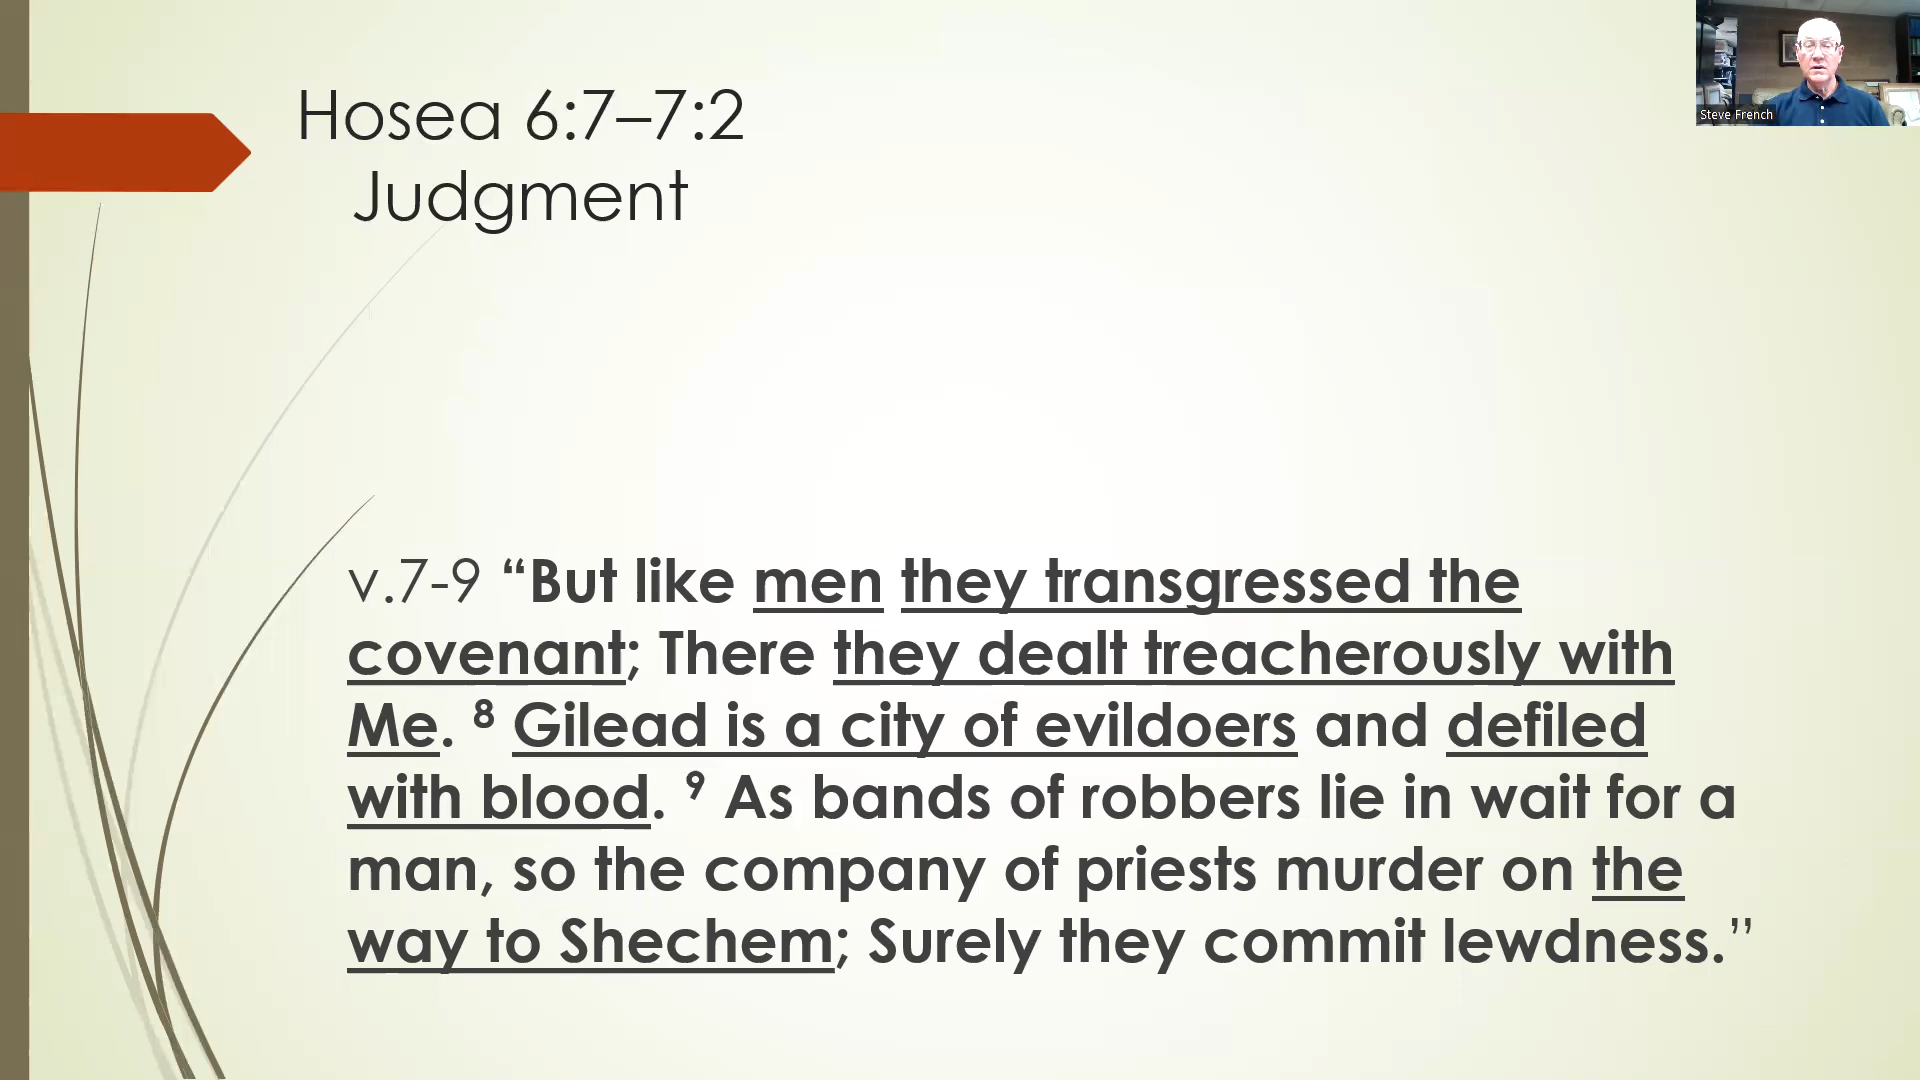 Hosea 6:7–7:2
Judgment
Steve French
v.7-9 “But like men they transgressed the
covenant; There they dealt treacherously with
Me. ⁸ Gilead is a city of evildoers and defiled
with blood. ⁹ As bands of robbers lie in wait for a
man, so the company of priests murder on the
way to Shechem; Surely they commit lewdness.”